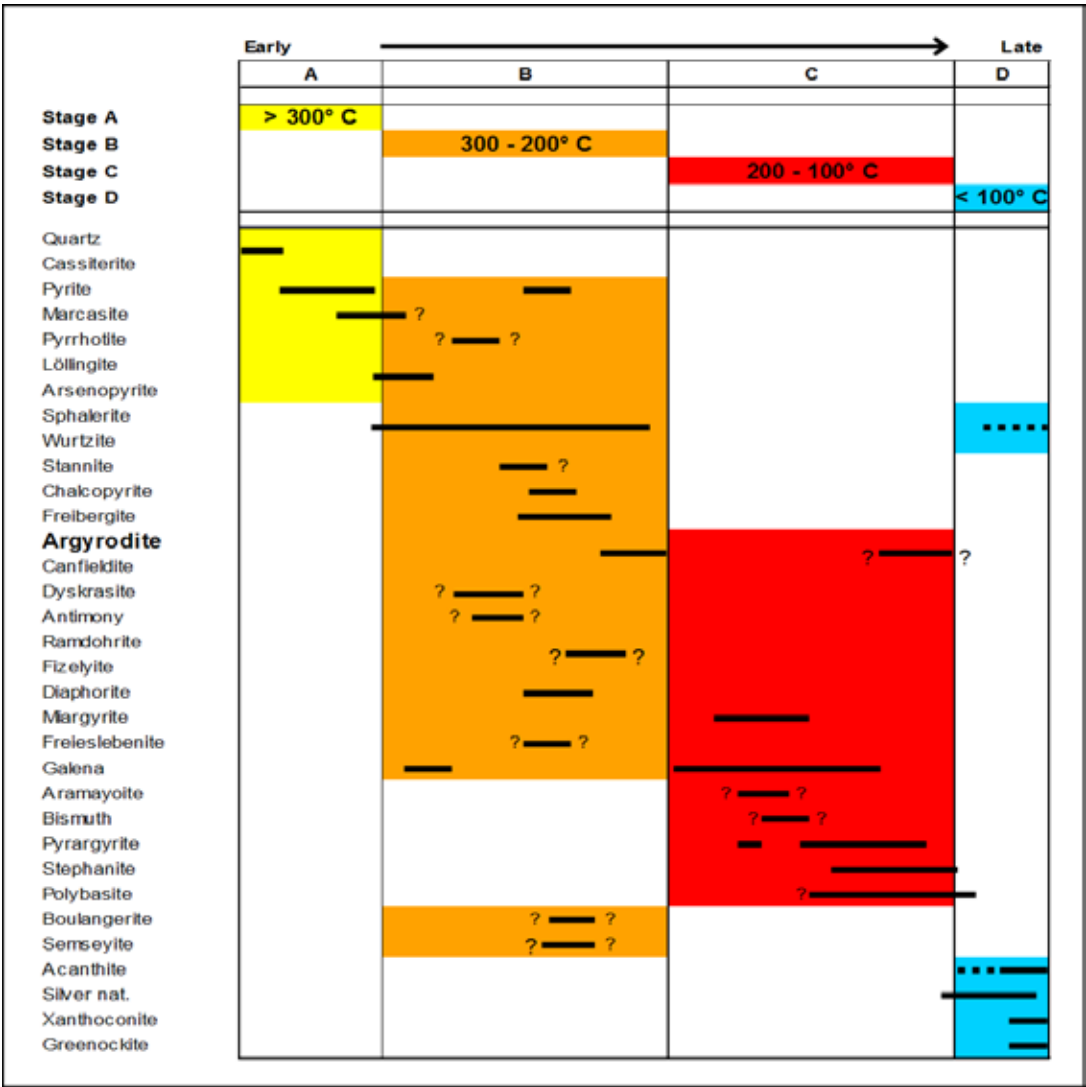 Early Late
A B C D
Stage A > 300° C
Stage B 300 - 200° C
Stage C 200 - 100° C
Stage D < 100° C
Quartz
Cassiterite
Pyrite
Marcasite ?
Pyrrhotite ? ?
Löllingite
Arsenopyrite
Sphalerite
Wurtzite
Stannite ?
Chalcopyrite
Freibergite
Argyrodite
? ?
Canfieldite
Dyskrasite ? ?
Antimony ? ?
Ramdohrite
? ?
Fizelyite
Diaphorite
Miargyrite
Freieslebenite ? ?
Galena
Aramayoite ? ?
Bismuth ? ?
Pyrargyrite
Stephanite
Polybasite ?
Boulangerite ? ?
Semseyite ? ?
Acanthite
Silver nat.
Xanthoconite
Greenockite